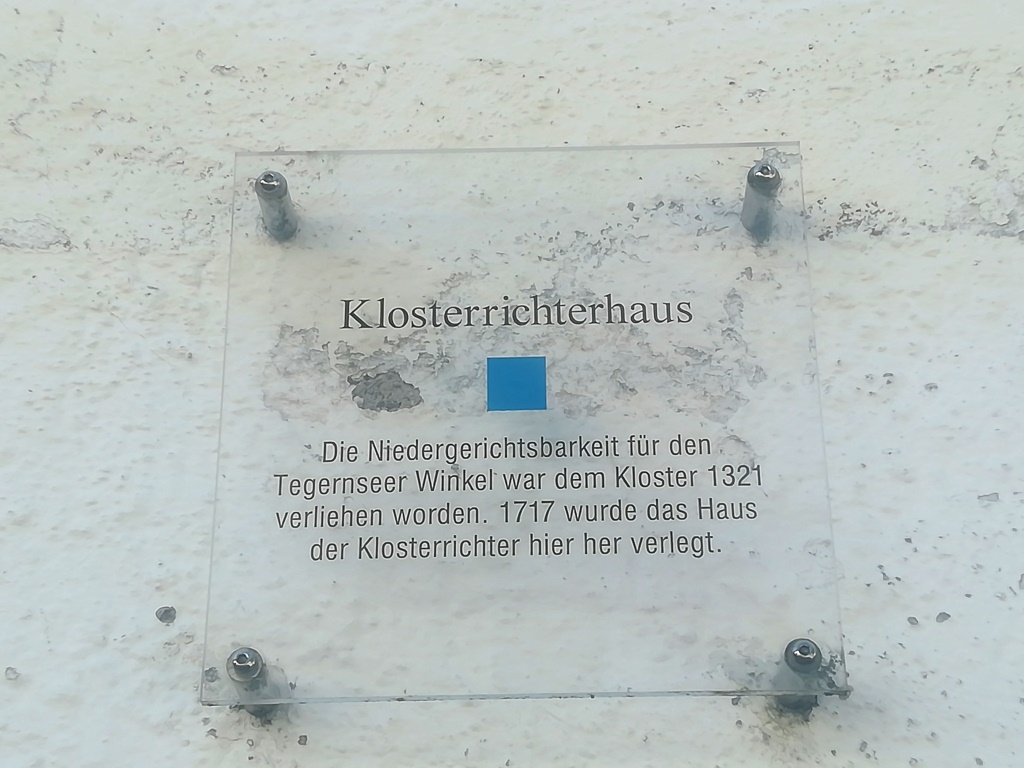 Klosterrichterhaus
Die Niedergerichtsbarkeit für den
Tegernseer Winkel war dem Kloster 1321
verliehen worden. 1717 wurde das Haus
der Klosterrichter hier her verlegt.